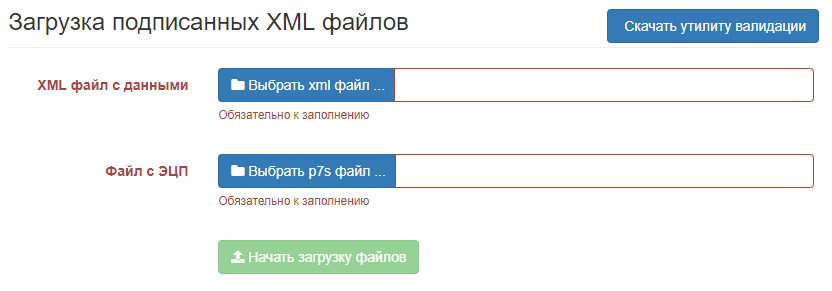 Загрузка подписанных XML файлов
Скачать утилиту валидации
XML файл с данными
Выбрать xml файл ...
Обязательно к заполнению
Файл с ЭЦП
Выбрать p7s файл ...
Обязательно к заполнению
Начать загрузку файлов